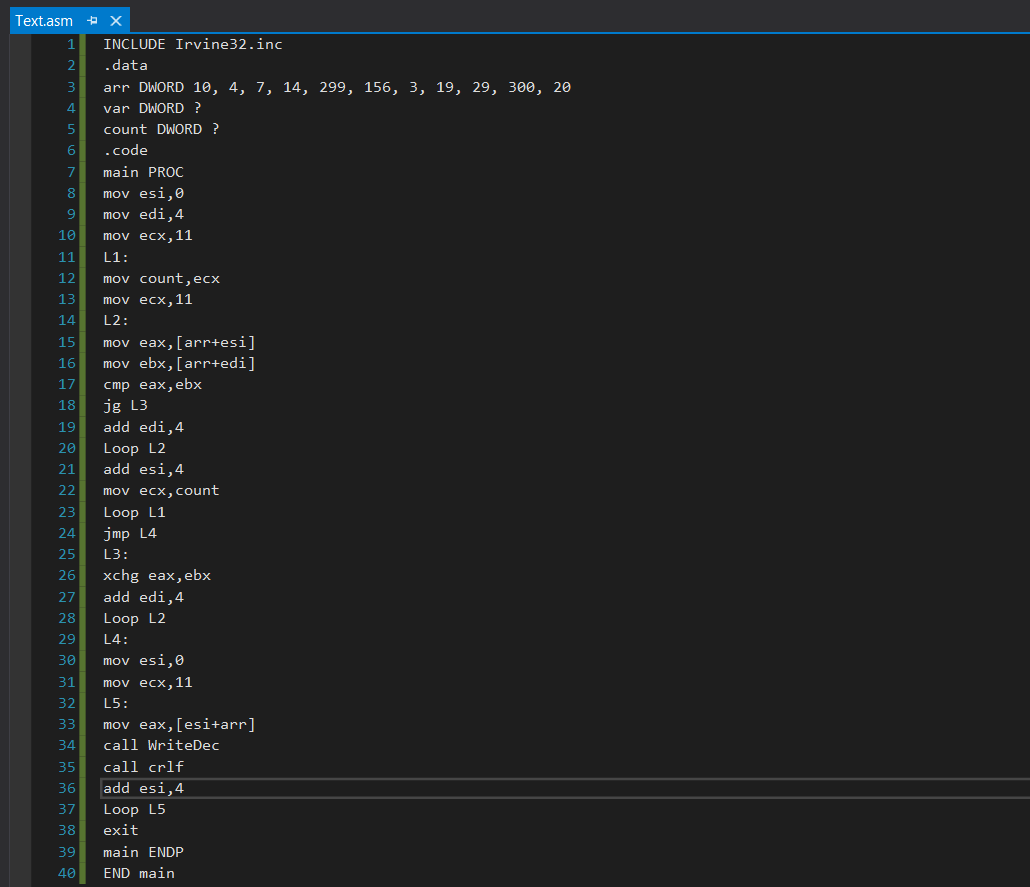 Text.asm
1 INCLUDE Irvine32.inc
2 .data
3 arr DWORD 10, 4, 7, 14, 299, 156, 3, 19, 29, 300, 20
4 var DWORD ?
5 count DWORD ?
6 .code
7 main PROC
8 mov esi,0
9 mov edi,4
10 mov ecx,11
11 L1:
12 mov count,ecx
13 mov ecx,11
14 L2:
15 mov eax,[arr+esi]
16 mov ebx,[arr+edi]
17 cmp eax,ebx
18 jg L3
19 add edi,4
20 Loop L2
21 add esi,4
22 mov ecx,count
23 Loop L1
24 jmp L4
25 L3:
26 xchg eax,ebx
27 add edi,4
28 Loop L2
29 L4:
30 mov esi,0
31 mov ecx,11
32 L5:
33 mov eax,[esi+arr]
34 call WriteDec
35 call crlf
36 add esi,4
37 Loop L5
38 exit
39 main ENDP
40 END main